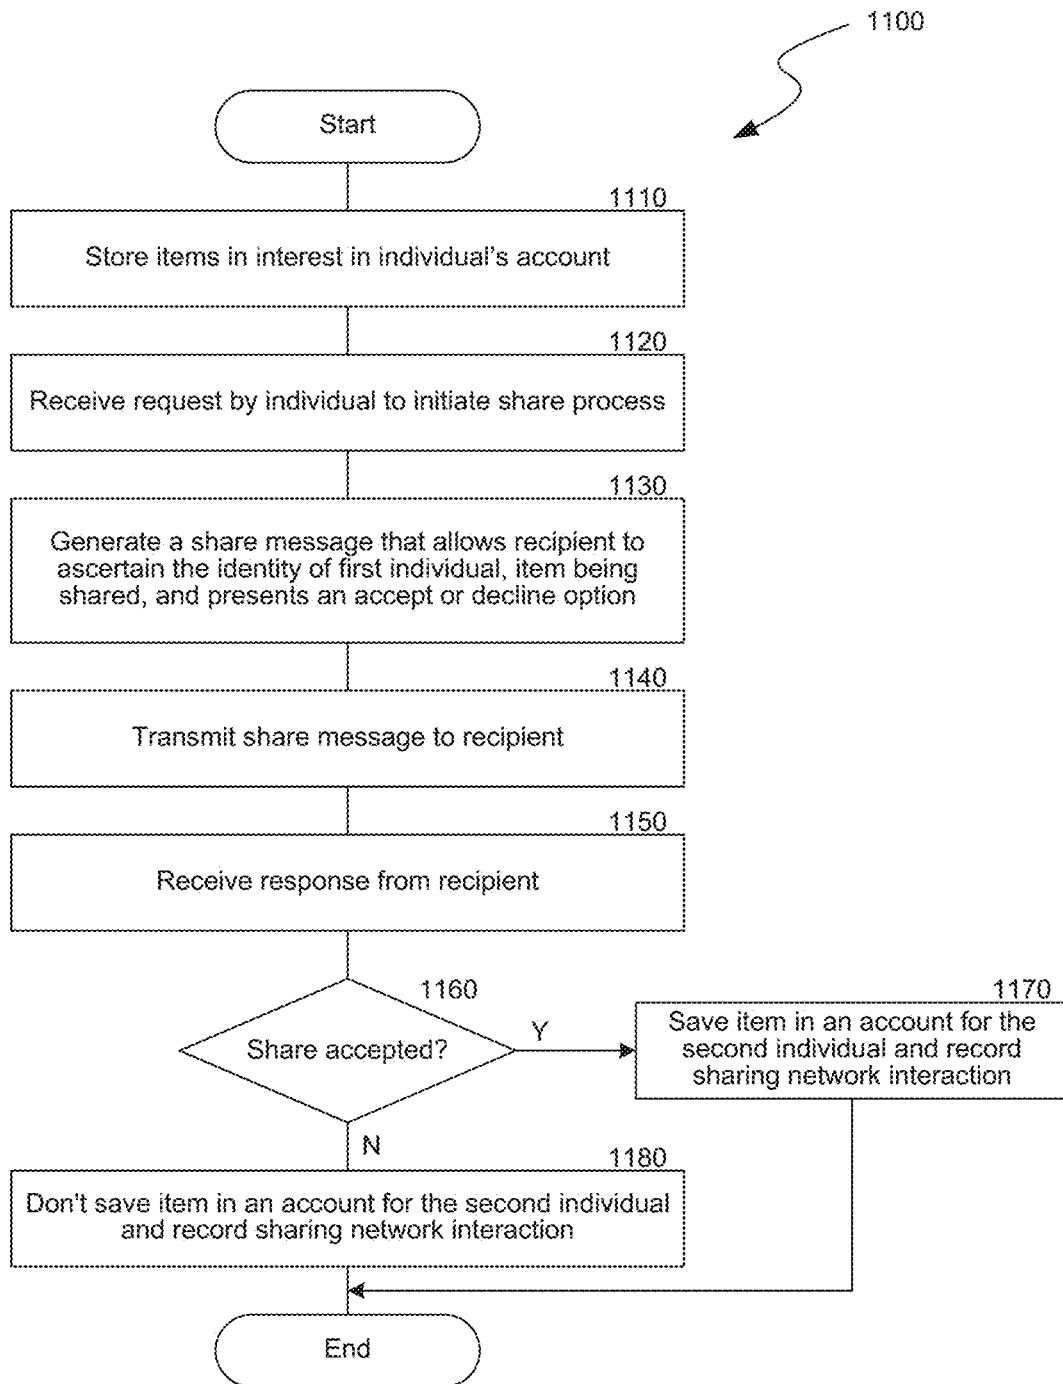 1100
Start
1110
Store items in interest in individual's account
1120
Receive request by individual to initiate share process
1130
Generate a share message that allows recipient to
ascertain the identity of first individual, item being
shared, and presents an accept or decline option
1140
Transmit share message to recipient
1150
Receive response from recipient
1160
Share accepted?
Y
1170
Save item in an account for the
second individual and record
sharing network interaction
N
1180
Don't save item in an account for the second individual
and record sharing network interaction
End